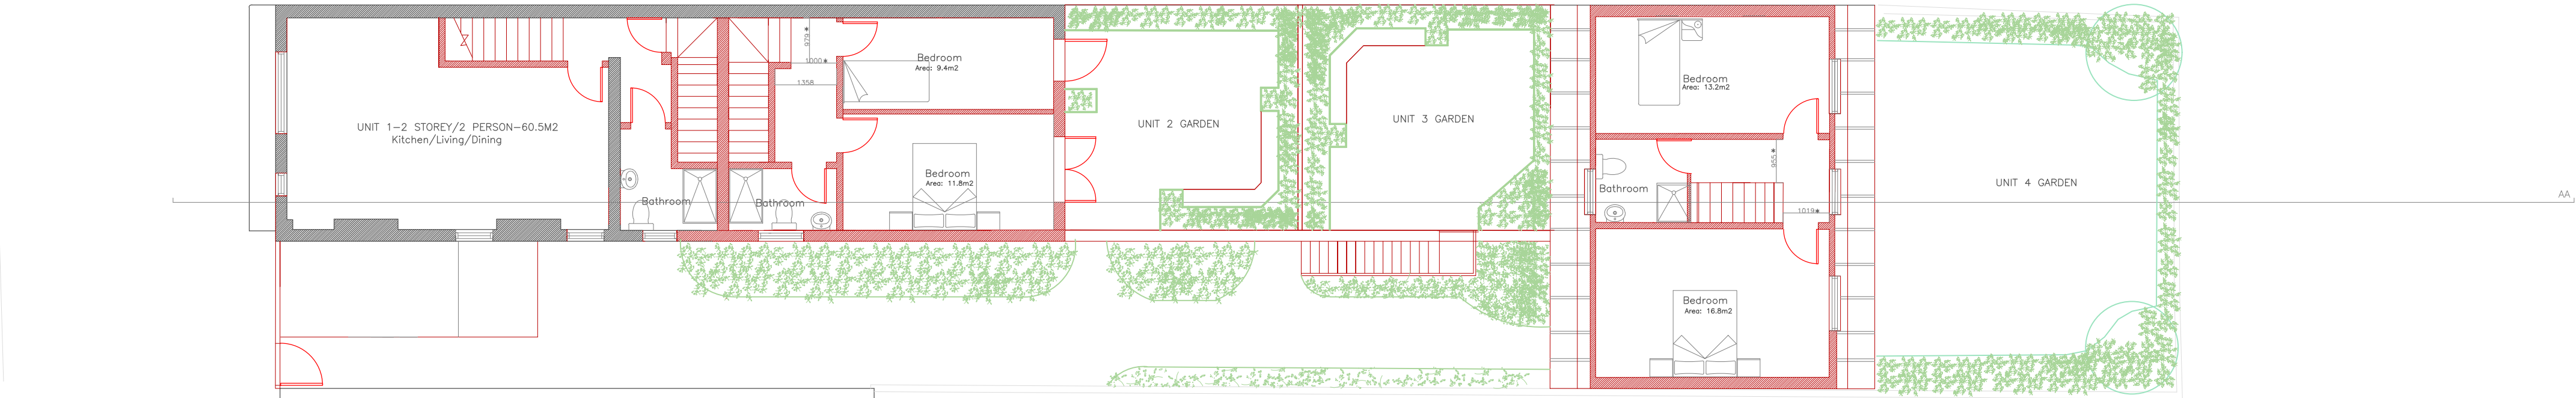 UNIT 1-2 STOREY/2 PERSON-60.5M2
Kitchen/Living/Dining
Bathroom
979*
1000*
1358
Bathroom
Bedroom
Area: 9.4m2
Bedroom
Area: 11.8m2
UNIT 2 GARDEN
UNIT 3 GARDEN
Bedroom
Area: 13.2m2
955*
Bathroom
1019*
Bedroom
Area: 16.8m2
UNIT 4 GARDEN
AA